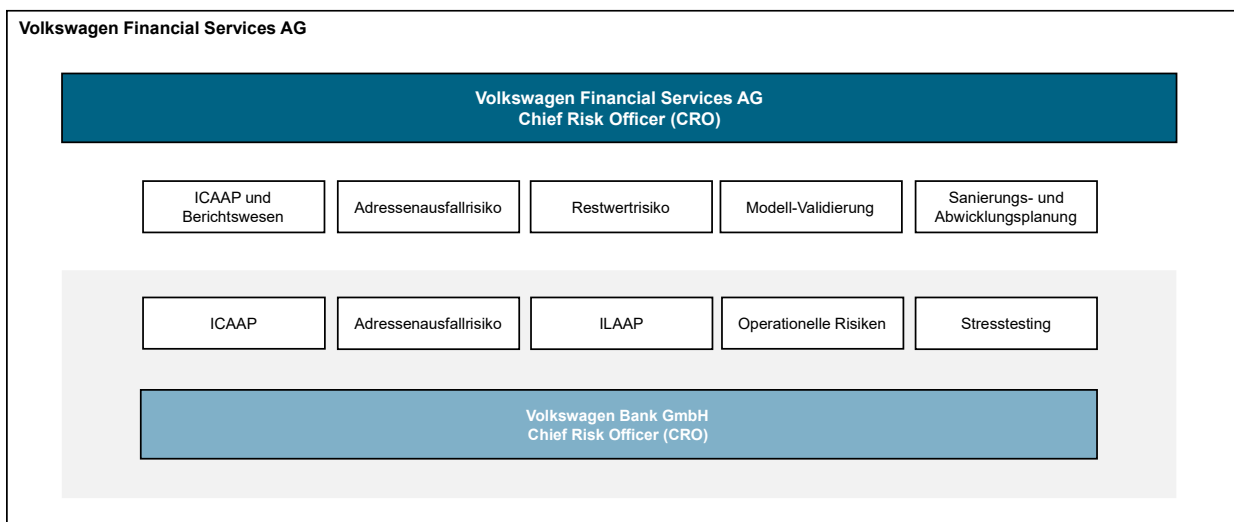 Volkswagen Financial Services AG
Volkswagen Financial Services AG
Chief Risk Officer (CRO)
ICAAP und
Berichtswesen
Adressenausfallrisiko
Restwertrisiko
Modell-Validierung
Sanierungs- und
Abwicklungsplanung
ICAAP
Adressenausfallrisiko
ILAAP
Operationelle Risiken
Stresstesting
Volkswagen Bank GmbH
Chief Risk Officer (CRO)